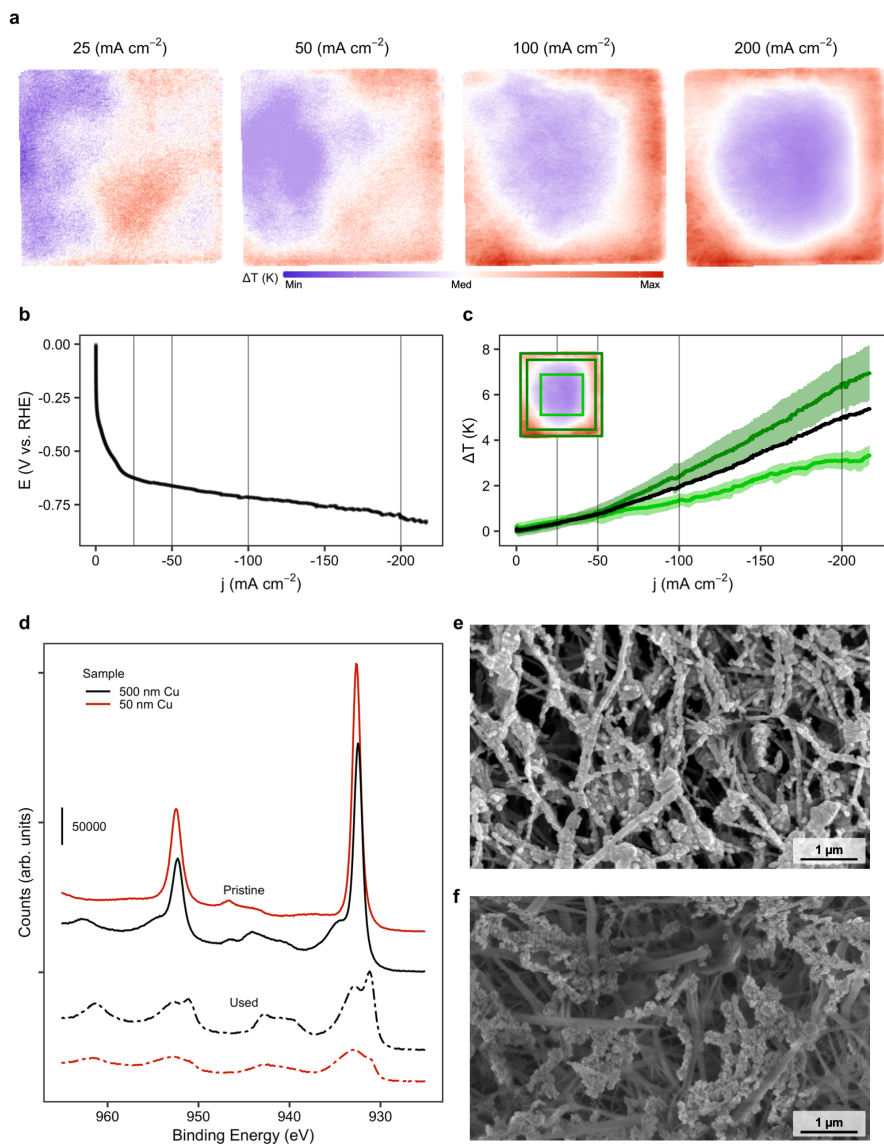 a
25 (mA cm⁻²) 50 (mA cm⁻²) 100 (mA cm⁻²) 200 (mA cm⁻²)
ΔT (K)
Min Med Max
b
0.00
-0.25
-0.50
-0.75
E (V vs. RHE)
0 -50 -100 -150 -200
j (mA cm⁻²)
c
8
6
4
2
0
ΔT (K)
0 -50 -100 -150 -200
j (mA cm⁻²)
d
Sample
500 nm Cu
50 nm Cu
50000
Pristine
Used
Counts (arb. units)
960 950 940 930
Binding Energy (eV)
e
1 µm
f
1 µm